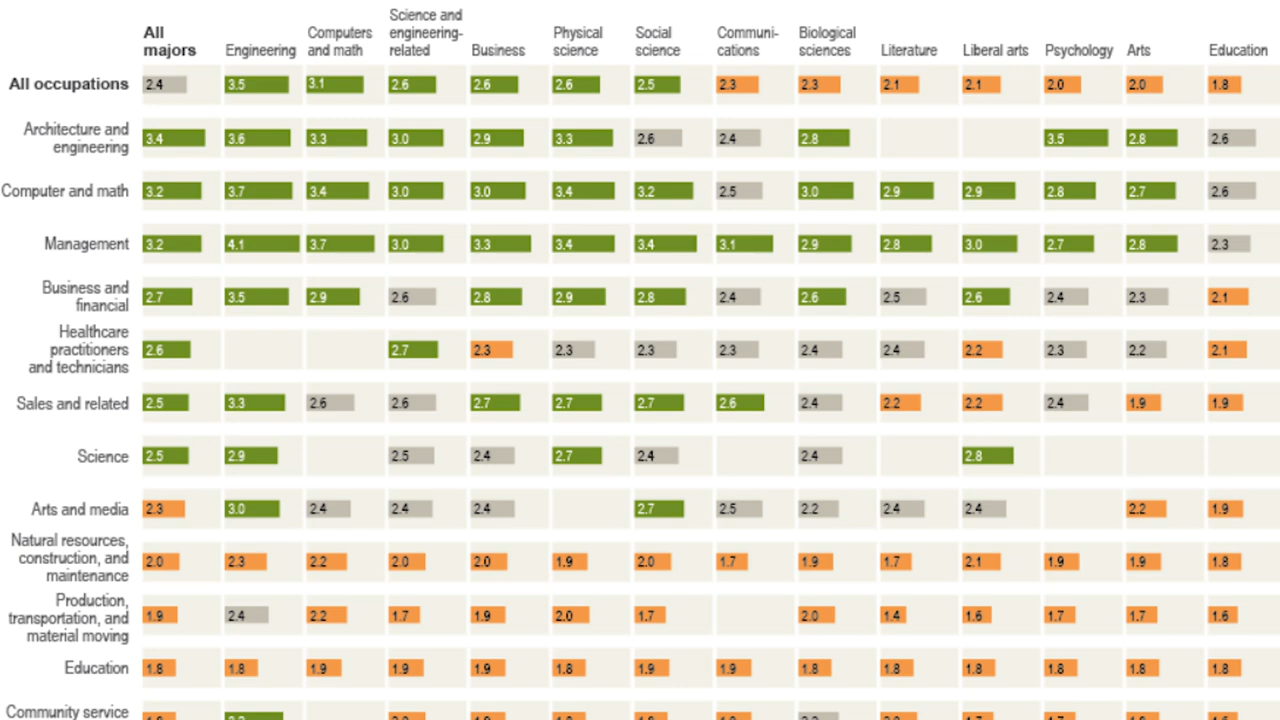 All majors Engineering Computers and math Science and engineering-related Business Physical science Social science Communi-cations Biological sciences Literature Liberal arts Psychology Arts Education
All occupations 2.4 3.5 3.1 2.6 2.6 2.6 2.5 2.3 2.3 2.1 2.1 2.0 2.0 1.8
Architecture and engineering 3.4 3.6 3.3 3.0 2.9 3.3 2.6 2.4 2.8 3.5 2.8 2.6
Computer and math 3.2 3.7 3.4 3.0 3.0 3.4 3.2 2.5 3.0 2.9 2.9 2.8 2.7 2.6
Management 3.2 4.1 3.7 3.0 3.3 3.4 3.4 3.1 2.9 2.8 3.0 2.7 2.8 2.3
Business and financial 2.7 3.5 2.9 2.6 2.8 2.9 2.8 2.4 2.6 2.5 2.6 2.4 2.3 2.1
Healthcare practitioners and technicians 2.6 2.7 2.3 2.3 2.3 2.3 2.4 2.4 2.2 2.3 2.2 2.1
Sales and related 2.5 3.3 2.6 2.6 2.7 2.7 2.7 2.6 2.4 2.2 2.2 2.4 1.9 1.9
Science 2.5 2.9 2.5 2.4 2.7 2.4 2.4 2.8
Arts and media 2.3 3.0 2.4 2.4 2.4 2.7 2.5 2.2 2.4 2.4 2.2 1.9
Natural resources, construction, and maintenance 2.0 2.3 2.2 2.0 2.0 1.9 2.0 1.7 1.9 1.7 2.1 1.9 1.9 1.8
Production, transportation, and material moving 1.9 2.4 2.2 1.7 1.9 2.0 1.7 2.0 1.4 1.6 1.7 1.7 1.6
Education 1.8 1.8 1.9 1.9 1.9 1.8 1.9 1.9 1.8 1.8 1.8 1.8 1.8 1.8
Community service